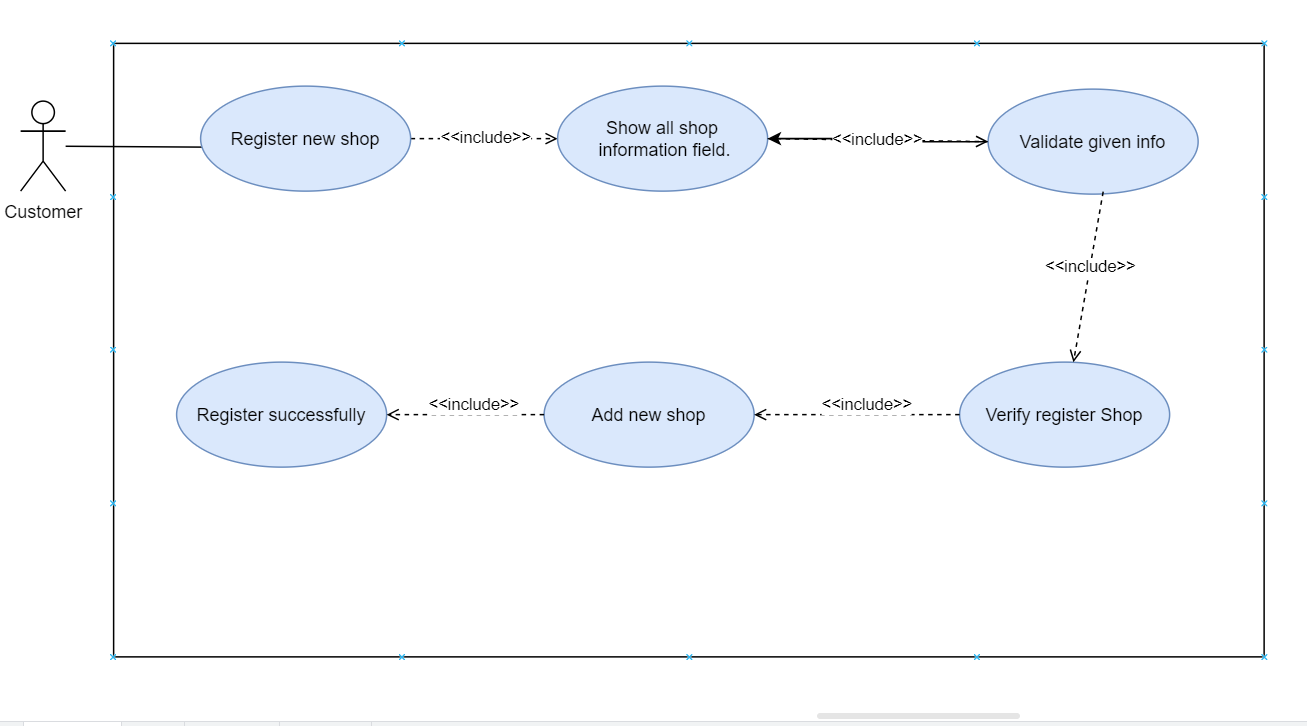 Register new shop
<<include>>
Show all shop
information field.
<<include>>
Validate given info
Customer
<<include>>
Register successfully
<<include>>
Add new shop
<<include>>
Verify register Shop